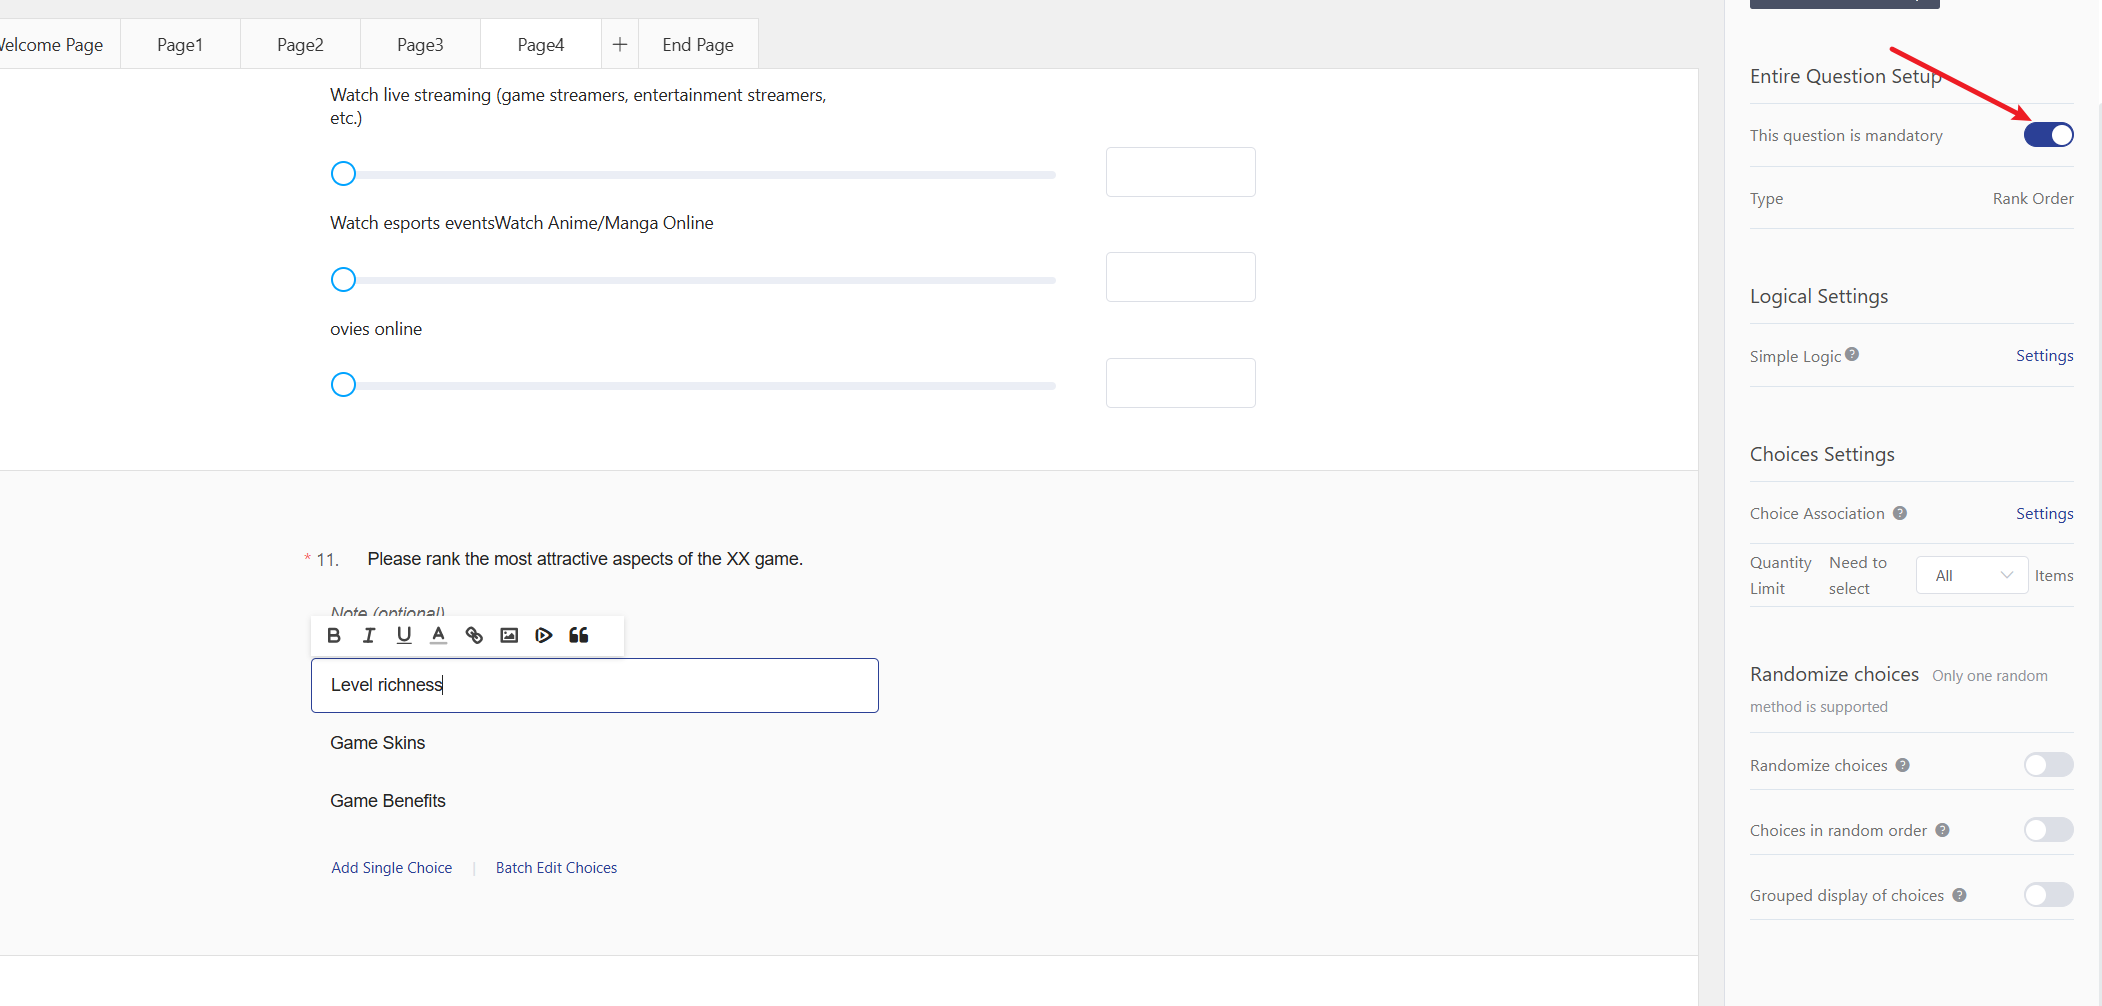 Welcome Page
Page1
Page2
Page3
Page4
End Page
Watch live streaming (game streamers, entertainment streamers,
etc.)
Watch esports eventsWatch Anime/Manga Online
ovies online
* 11. Please rank the most attractive aspects of the XX game.
Note (optional)
B I U A
Level richness
Game Skins
Game Benefits
Add Single Choice | Batch Edit Choices
Entire Question Setup
This question is mandatory
Type Rank Order
Logical Settings
Simple Logic ? Settings
Choices Settings
Choice Association ? Settings
Quantity Need to
Limit select All Items
Randomize choices Only one random
method is supported
Randomize choices ?
Choices in random order ?
Grouped display of choices ?